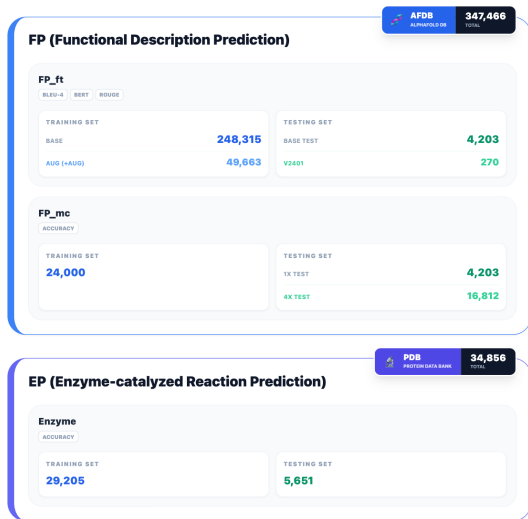 AFDB
ALPHAFOLD DB
347,466
TOTAL
FP (Functional Description Prediction)
FP_ft
BLEU-4 BERT ROUGE
TRAINING SET
BASE 248,315
AUG (+AUG) 49,663
TESTING SET
BASE TEST 4,203
V2401 270
FP_mc
ACCURACY
TRAINING SET
24,000
TESTING SET
1X TEST 4,203
4X TEST 16,812
PDB
PROTEIN DATA BANK
34,856
TOTAL
EP (Enzyme-catalyzed Reaction Prediction)
Enzyme
ACCURACY
TRAINING SET
29,205
TESTING SET
5,651